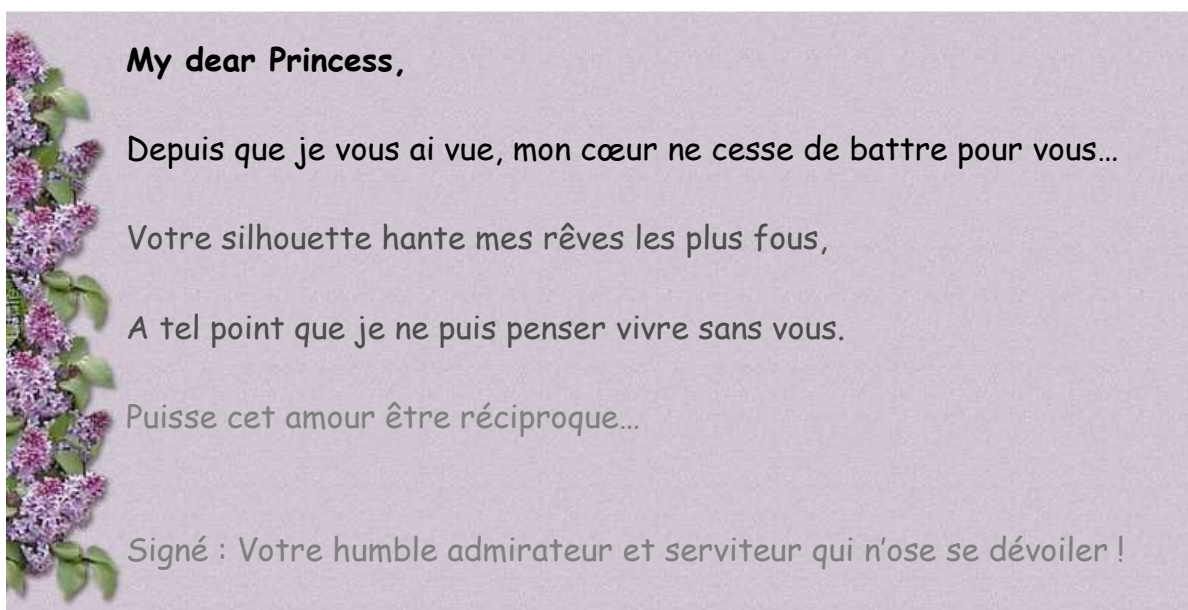 My dear Princess,
Depuis que je vous ai vue, mon cœur ne cesse de battre pour vous…
Votre silhouette hante mes rêves les plus fous,
A tel point que je ne puis penser vivre sans vous.
Puisse cet amour être réciproque…
Signé : Votre humble admirateur et serviteur qui n'ose se dévoiler !